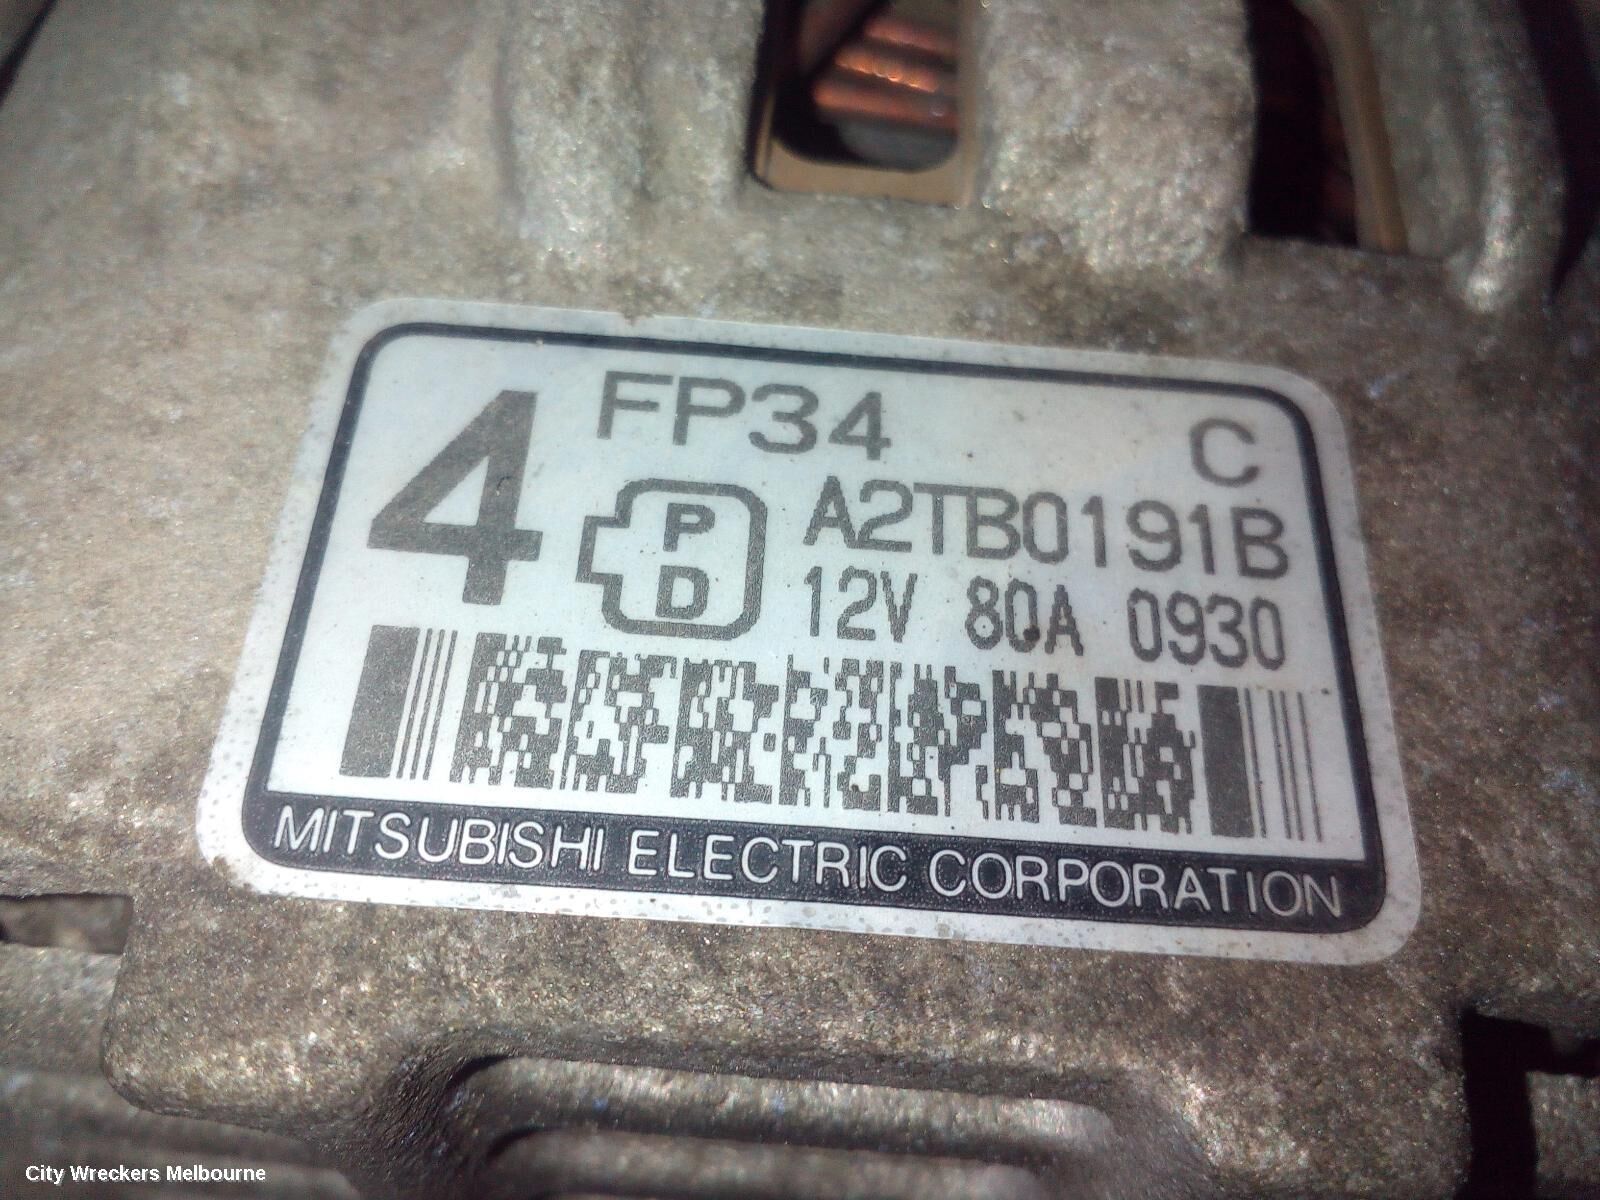 4
FP34
C
P
D
A2TB0191B
12V 80A 0930
MITSUBISHI ELECTRIC CORPORATION
City Wreckers Melbourne